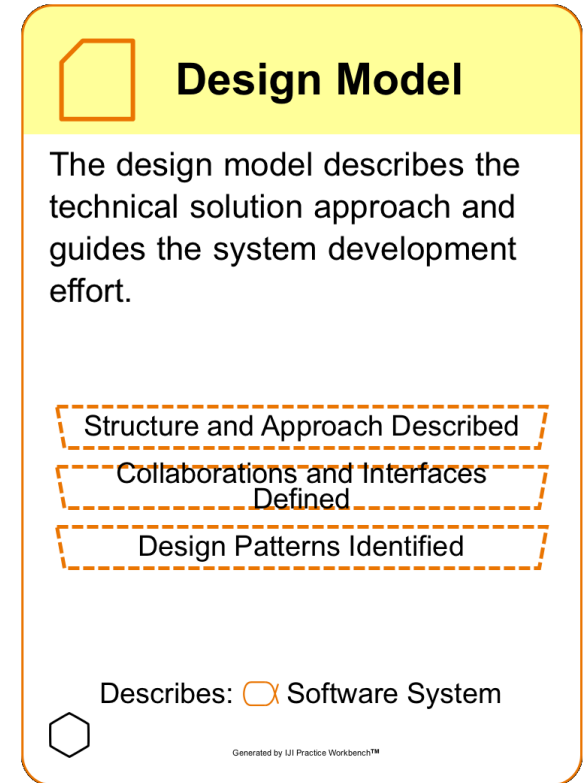 Design Model
The design model describes the
technical solution approach and
guides the system development
effort.
Structure and Approach Described
Collaborations and Interfaces
Defined
Design Patterns Identified
Describes: Software System
Generated by IJI Practice Workbench™